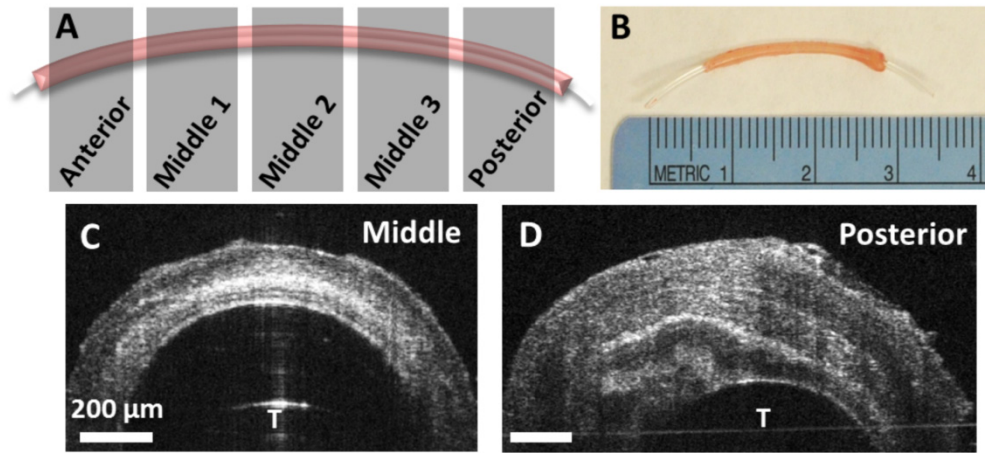 A
Anterior
Middle 1
Middle 2
Middle 3
Posterior
B
METRIC 1 2 3 4
C
Middle
200 µm
T
D
Posterior
T